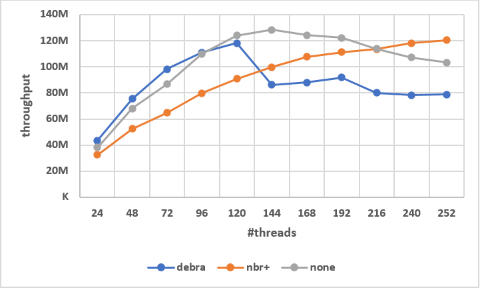 140M
120M
100M
80M
60M
40M
20M
K
throughput
24 48 72 96 120 144 168 192 216 240 252
#threads
debra nbr+ none